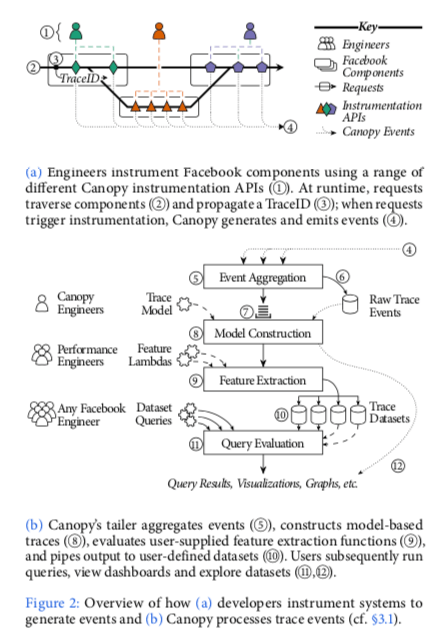 ①{
Key
Engineers
Facebook
Components
Requests
Instrumentation
APIs
Canopy Events
②
③
TraceID
④
(a) Engineers instrument Facebook components using a range of
different Canopy instrumentation APIs (①). At runtime, requests
traverse components (②) and propagate a TraceID (③); when requests
trigger instrumentation, Canopy generates and emits events (④).
④
⑤
Event Aggregation
⑥
Canopy
Engineers
Trace
Model
⑦
Raw Trace
Events
⑧
Model Construction
Performance
Engineers
Feature
Lambdas
⑨
Feature Extraction
Any Facebook
Engineer
Dataset
Queries
⑩
Trace
Datasets
⑪
Query Evaluation
⑫
Query Results, Visualizations, Graphs, etc.
(b) Canopy's tailer aggregates events (⑤), constructs model-based
traces (⑧), evaluates user-supplied feature extraction functions (⑨),
and pipes output to user-defined datasets (⑩). Users subsequently run
queries, view dashboards and explore datasets (⑪,⑫).
Figure 2: Overview of how (a) developers instrument systems to
generate events and (b) Canopy processes trace events (cf. §3.1).